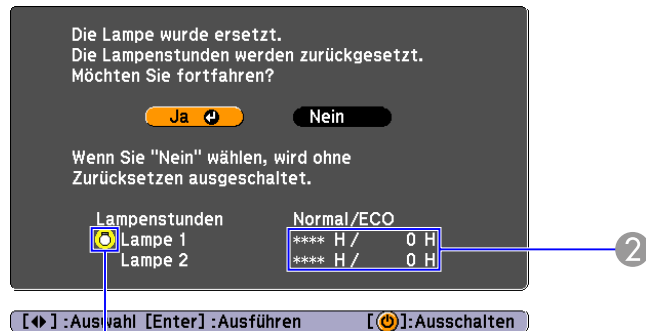 Die Lampe wurde ersetzt.
Die Lampenstunden werden zurückgesetzt.
Möchten Sie fortfahren?
Ja Nein
Wenn Sie "Nein" wählen, wird ohne
Zurücksetzen ausgeschaltet.
Lampenstunden Normal/ECO
Lampe 1 **** H / 0 H
Lampe 2 **** H / 0 H
2
[◆] :Auswahl [Enter] :Ausführen [⏻]:Ausschalten